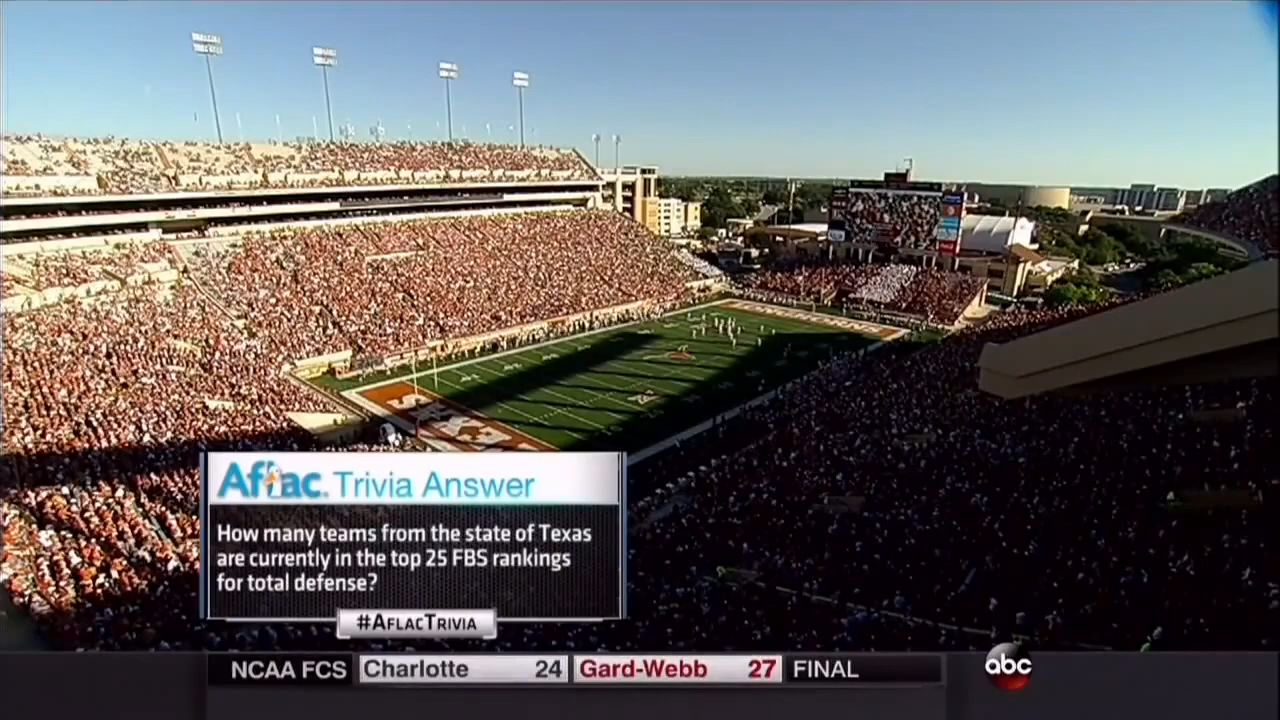 Aflac. Trivia Answer
How many teams from the state of Texas
are currently in the top 25 FBS rankings
for total defense?
#AFLACTRIVIA
NCAA FCS Charlotte 24 Gard-Webb 27 FINAL abc